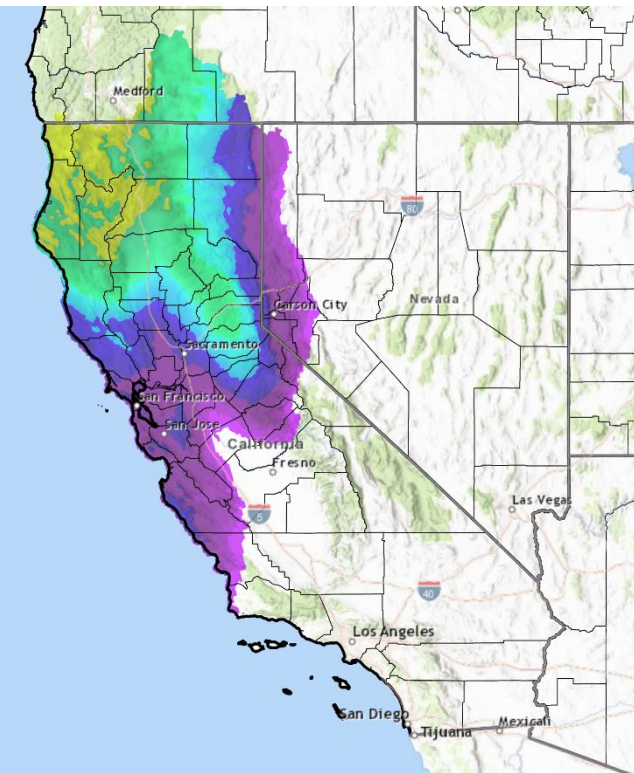 Medford
80
Nevada
Carson City
Sacramento
San Francisco
San Jose
California
Fresno
Las Vegas
5
40
Los Angeles
San Diego
Mexicali
Tijuana